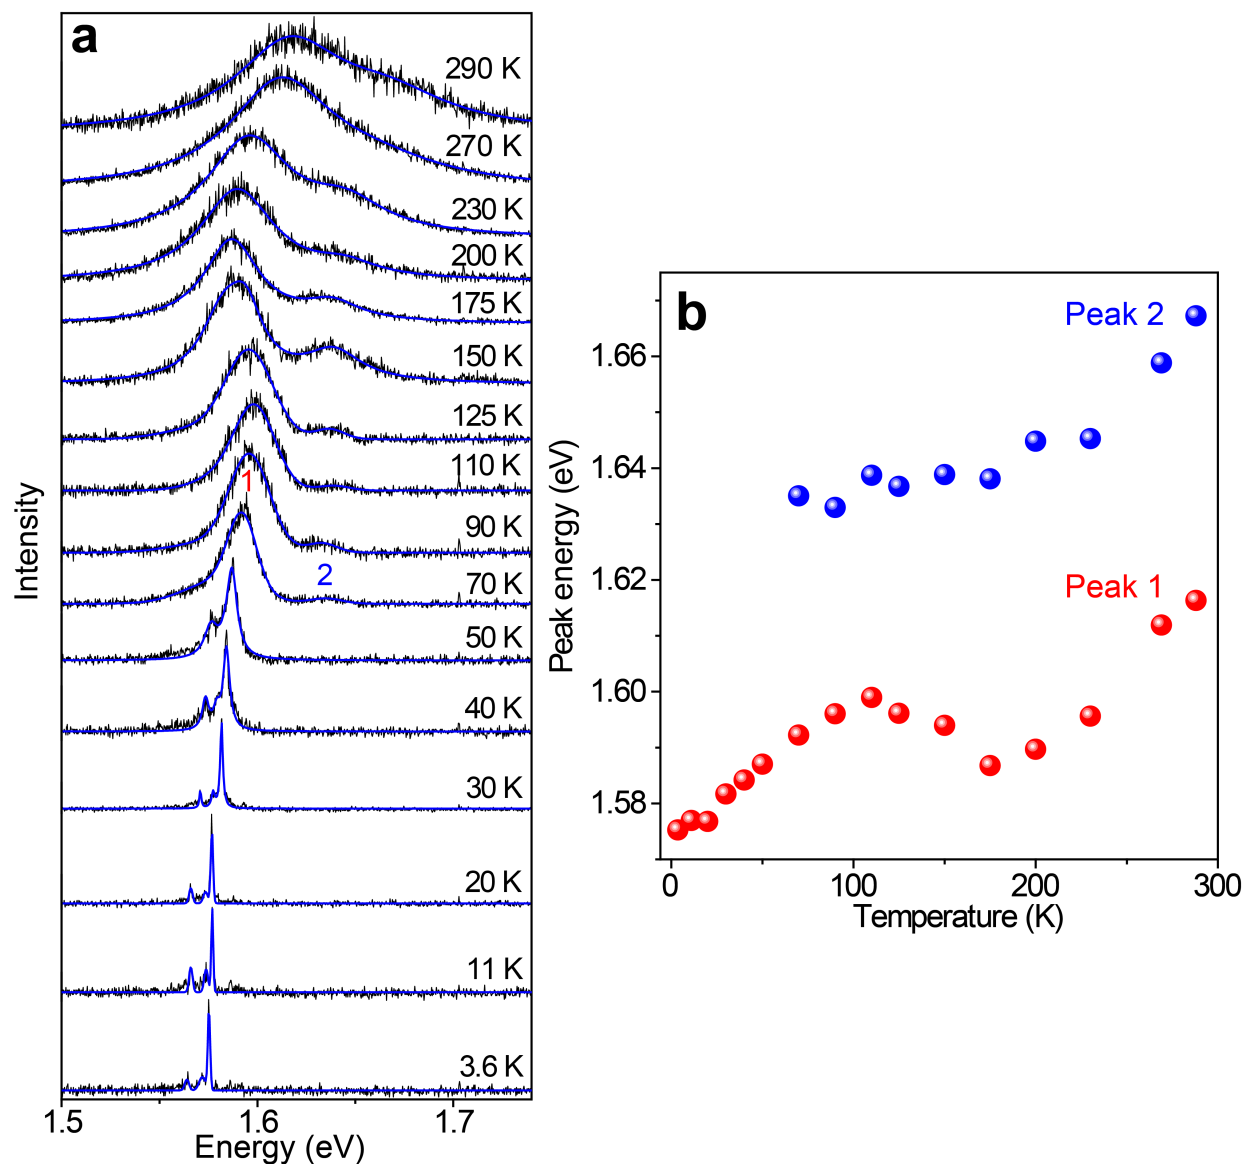 a
290 K
270 K
230 K
200 K
175 K
150 K
125 K
110 K
1
90 K
2
70 K
50 K
40 K
30 K
20 K
11 K
3.6 K
Intensity
1.5 1.6 1.7
Energy (eV)
b
Peak 2
Peak 1
1.66
1.64
1.62
1.60
1.58
Peak energy (eV)
0 100 200 300
Temperature (K)